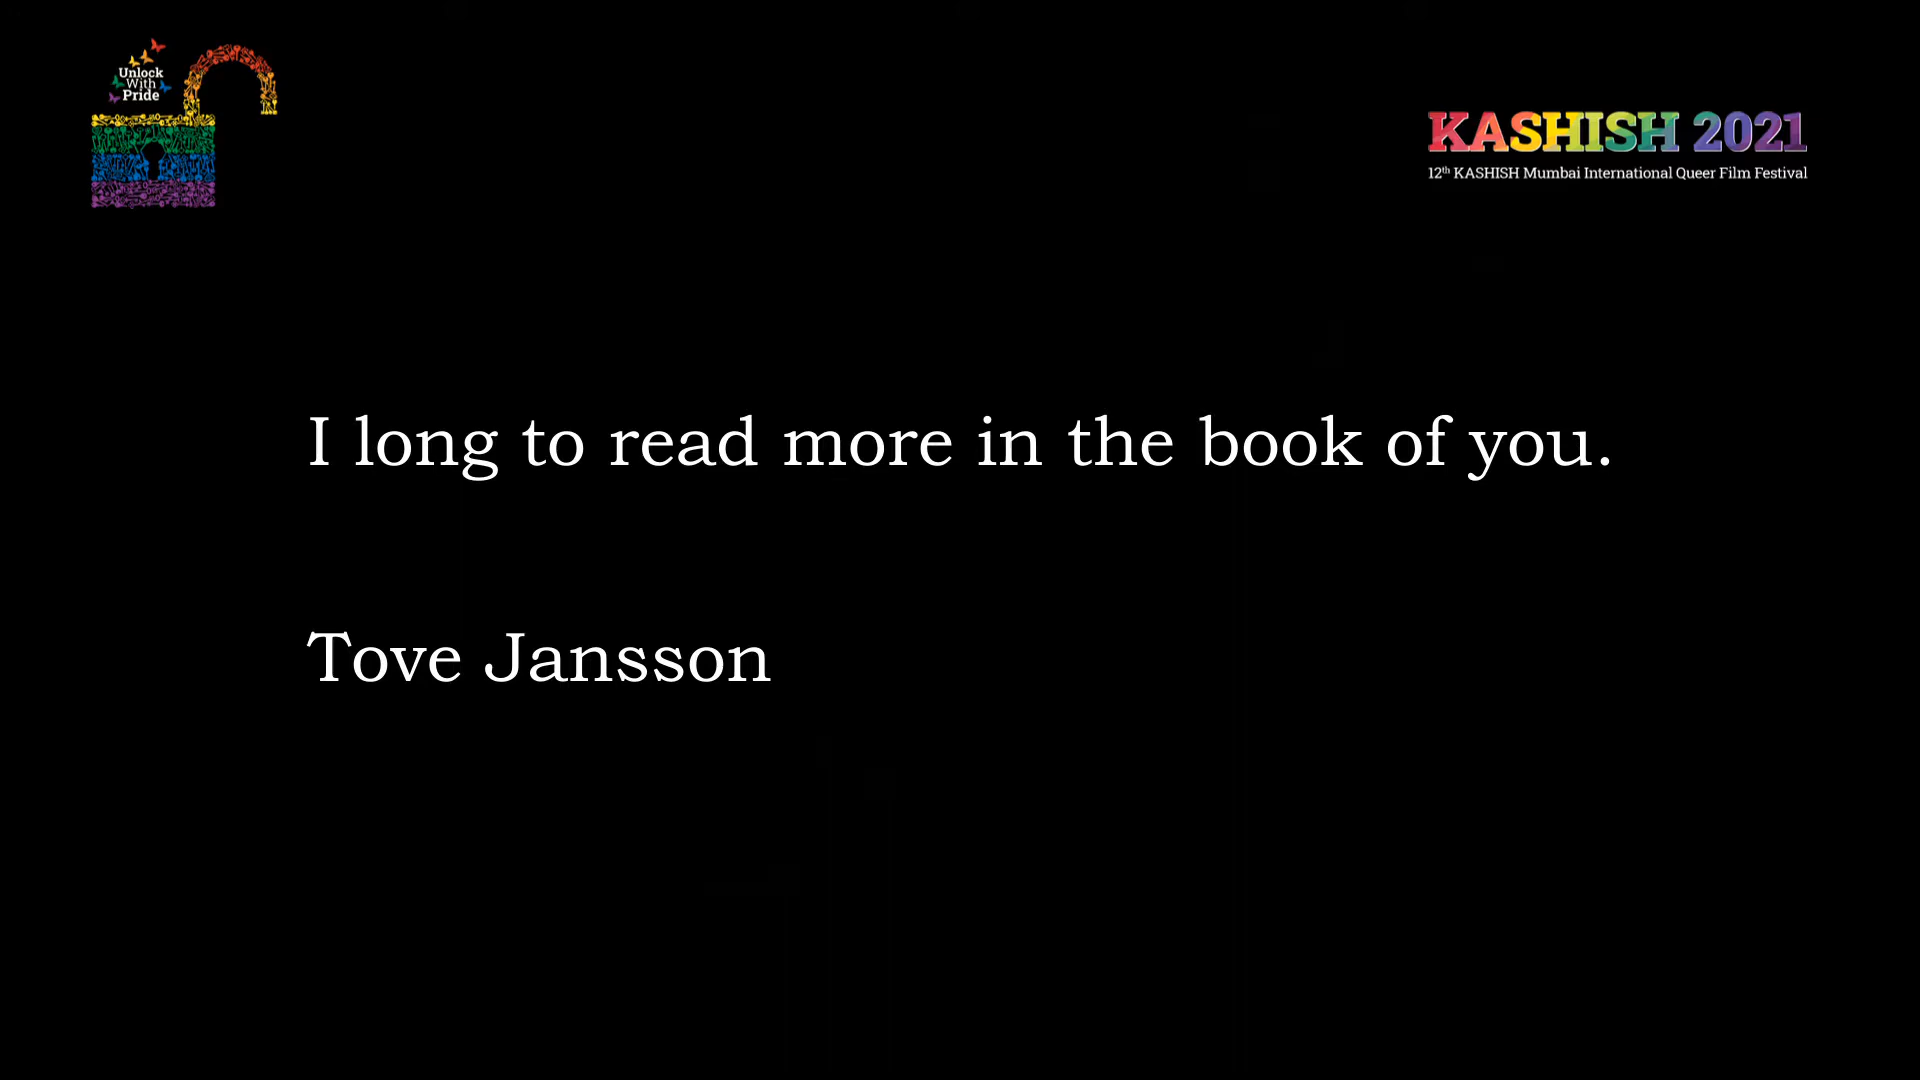 Unlock
With
Pride
KASHISH 2021
12th KASHISH Mumbai International Queer Film Festival
I long to read more in the book of you.
Tove Jansson